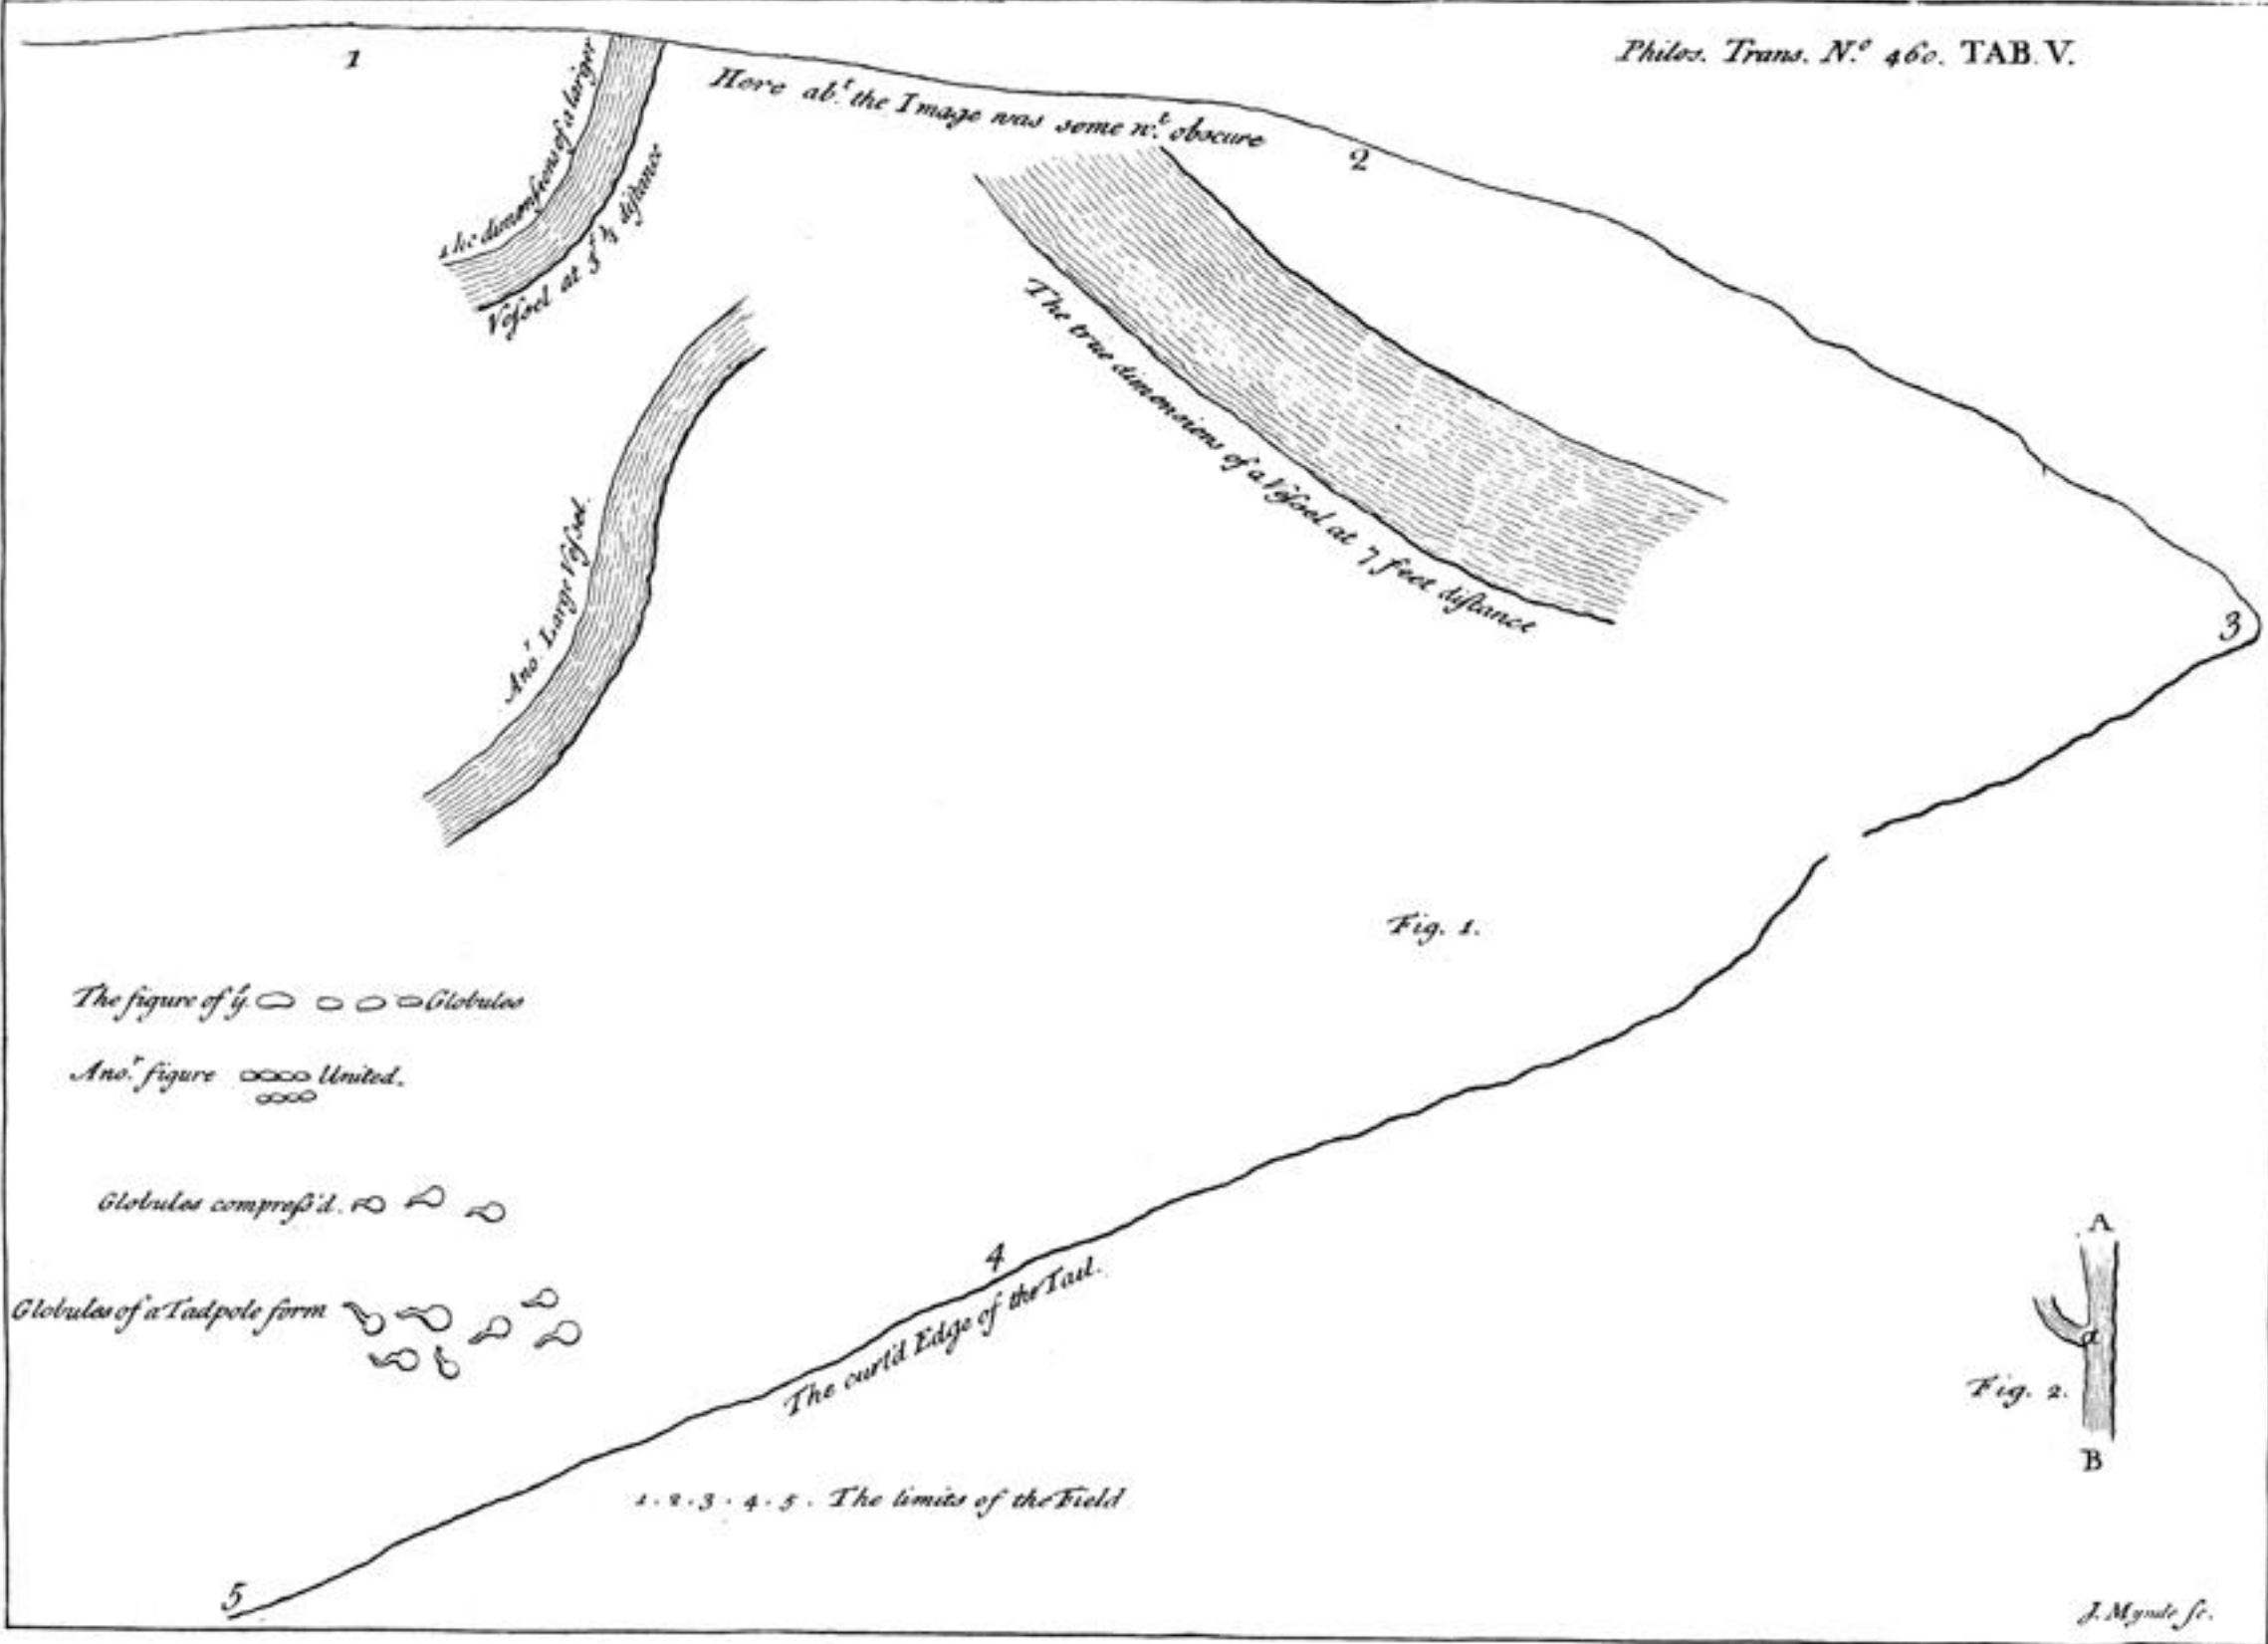 Philos. Trans. N.º 460. TAB. V.
1
The dimensions of a larger
Veſsel at 3 f. ⅓ diſtance
Here ab.t the Image was some w.t obscure
2
The true dimensions of a Veſsel at 7 feet diſtance
Ano.r Large Veſsel.
3
Fig. 1.
The figure of y.e Globules
Ano.r figure United.
Globules compreſs'd.
Globules of a Tadpole form
4
The curl'd Edge of the Tail.
A
a
Fig. 2.
B
1. 2. 3. 4. 5. The limits of the Field
5
J. Mynde ſc.